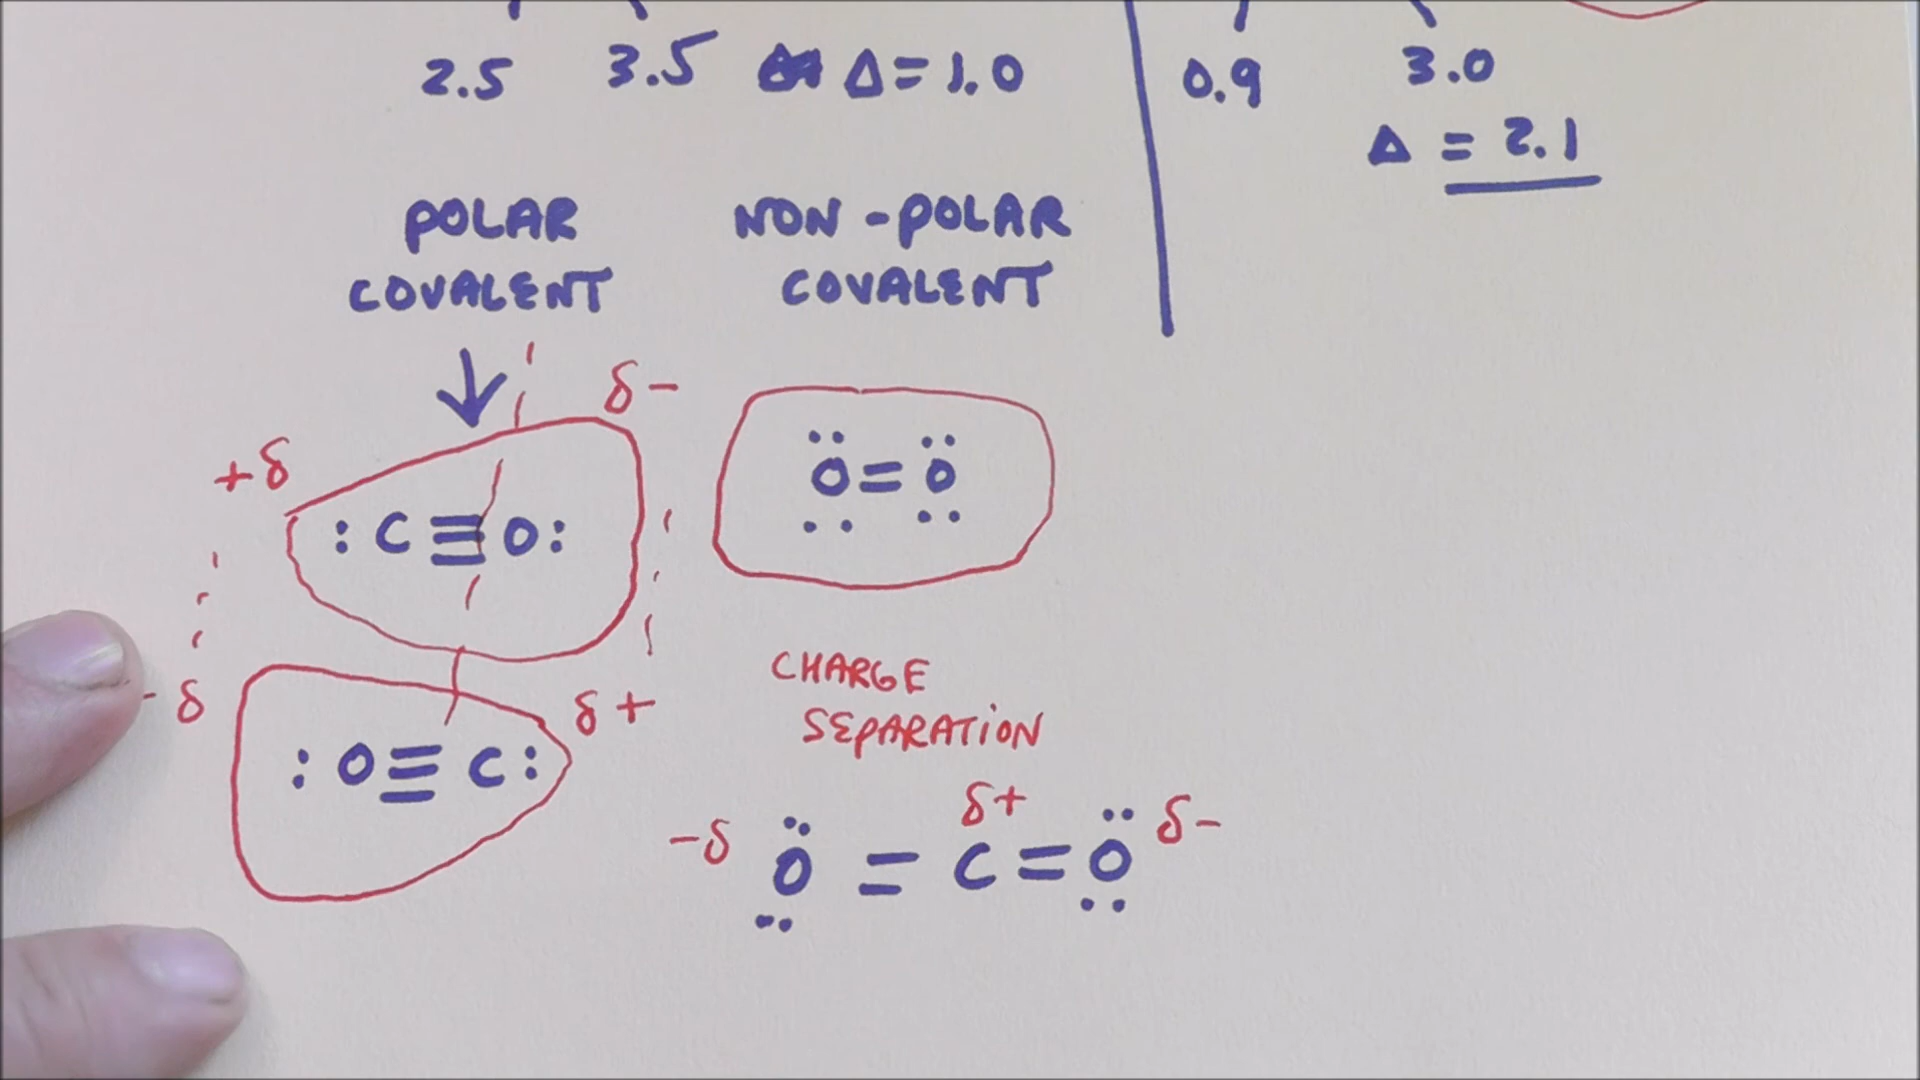 2.5 3.5 Δ = 1.0
0.9 3.0
Δ = 2.1
POLAR
COVALENT
NON-POLAR
COVALENT
δ-
+δ
:C≡O:
Ö=Ö
-δ
δ+
:O≡C:
CHARGE
SEPARATION
-δ δ+ δ-
Ö=C=Ö